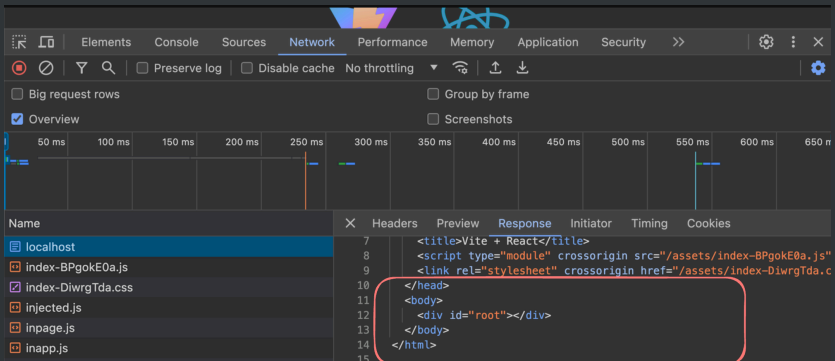 Elements Console Sources Network Performance Memory Application Security
Preserve log Disable cache No throttling
Big request rows Group by frame
Overview Screenshots
50 ms 100 ms 150 ms 200 ms 250 ms 300 ms 350 ms 400 ms 450 ms 500 ms 550 ms 600 ms 650 m
Name Headers Preview Response Initiator Timing Cookies
localhost
index-BPgokE0a.js
index-DiwrgTda.css
injected.js
inpage.js
inapp.js
7 <title>Vite + React</title>
8 <script type="module" crossorigin src="/assets/index-BPgokE0a.js"
9 <link rel="stylesheet" crossorigin href="/assets/index-DiwrgTda.c
10 </head>
11 <body>
12 <div id="root"></div>
13 </body>
14 </html>
15